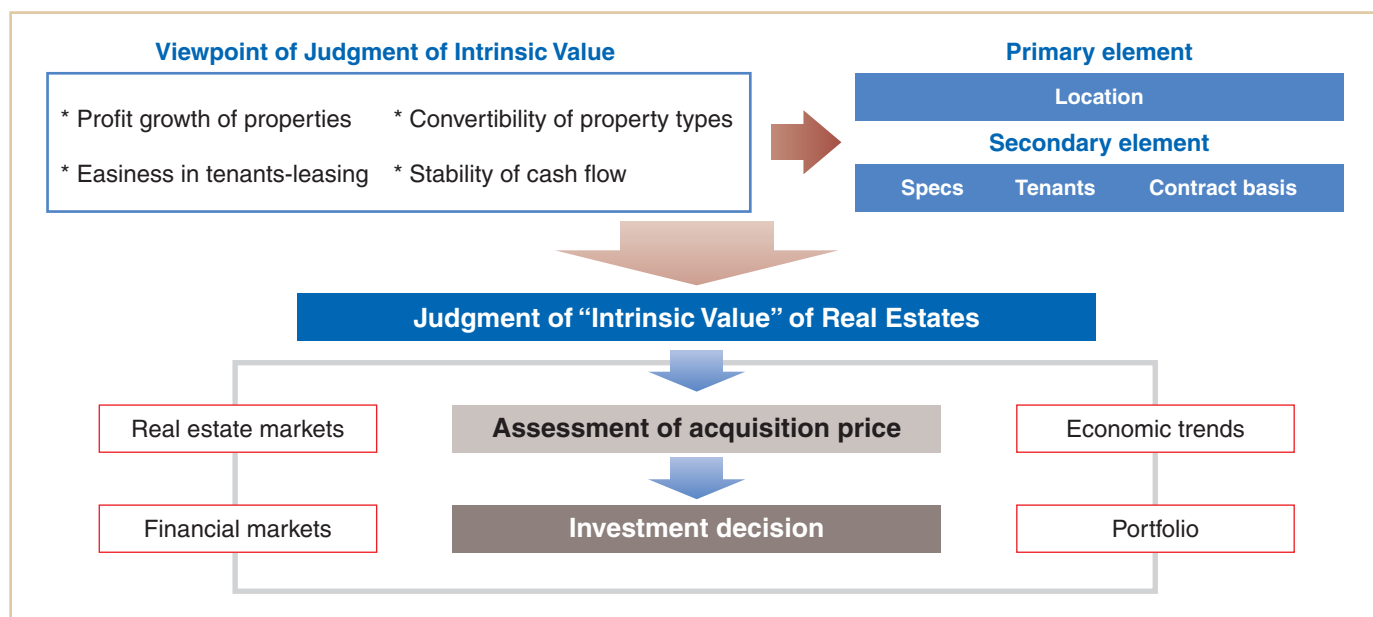 Viewpoint of Judgment of Intrinsic Value
* Profit growth of properties
* Convertibility of property types
* Easiness in tenants-leasing
* Stability of cash flow
Primary element
Location
Secondary element
Specs Tenants Contract basis
Judgment of “Intrinsic Value” of Real Estates
Real estate markets
Assessment of acquisition price
Economic trends
Financial markets
Investment decision
Portfolio